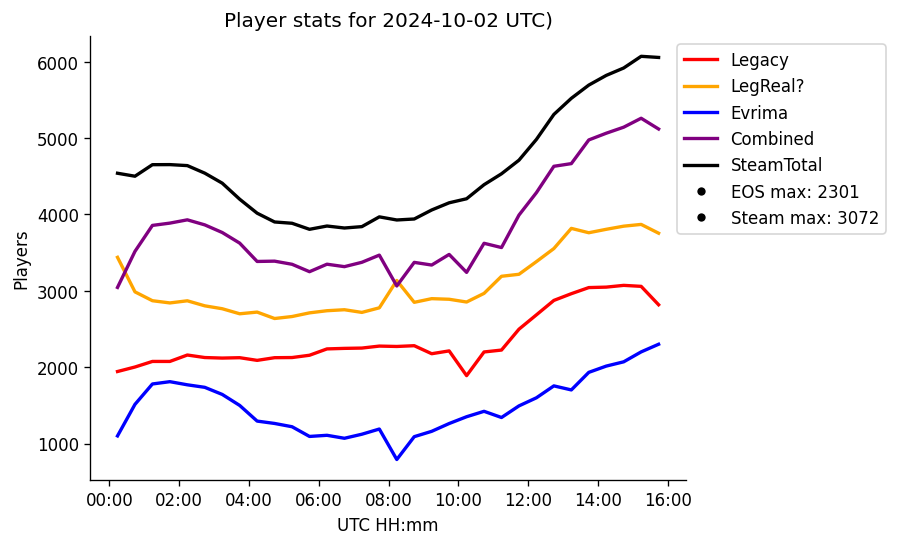 Player stats for 2024-10-02 UTC)
6000
5000
4000
3000
2000
1000
Players
00:00 02:00 04:00 06:00 08:00 10:00 12:00 14:00 16:00
UTC HH:mm
Legacy
LegReal?
Evrima
Combined
SteamTotal
EOS max: 2301
Steam max: 3072